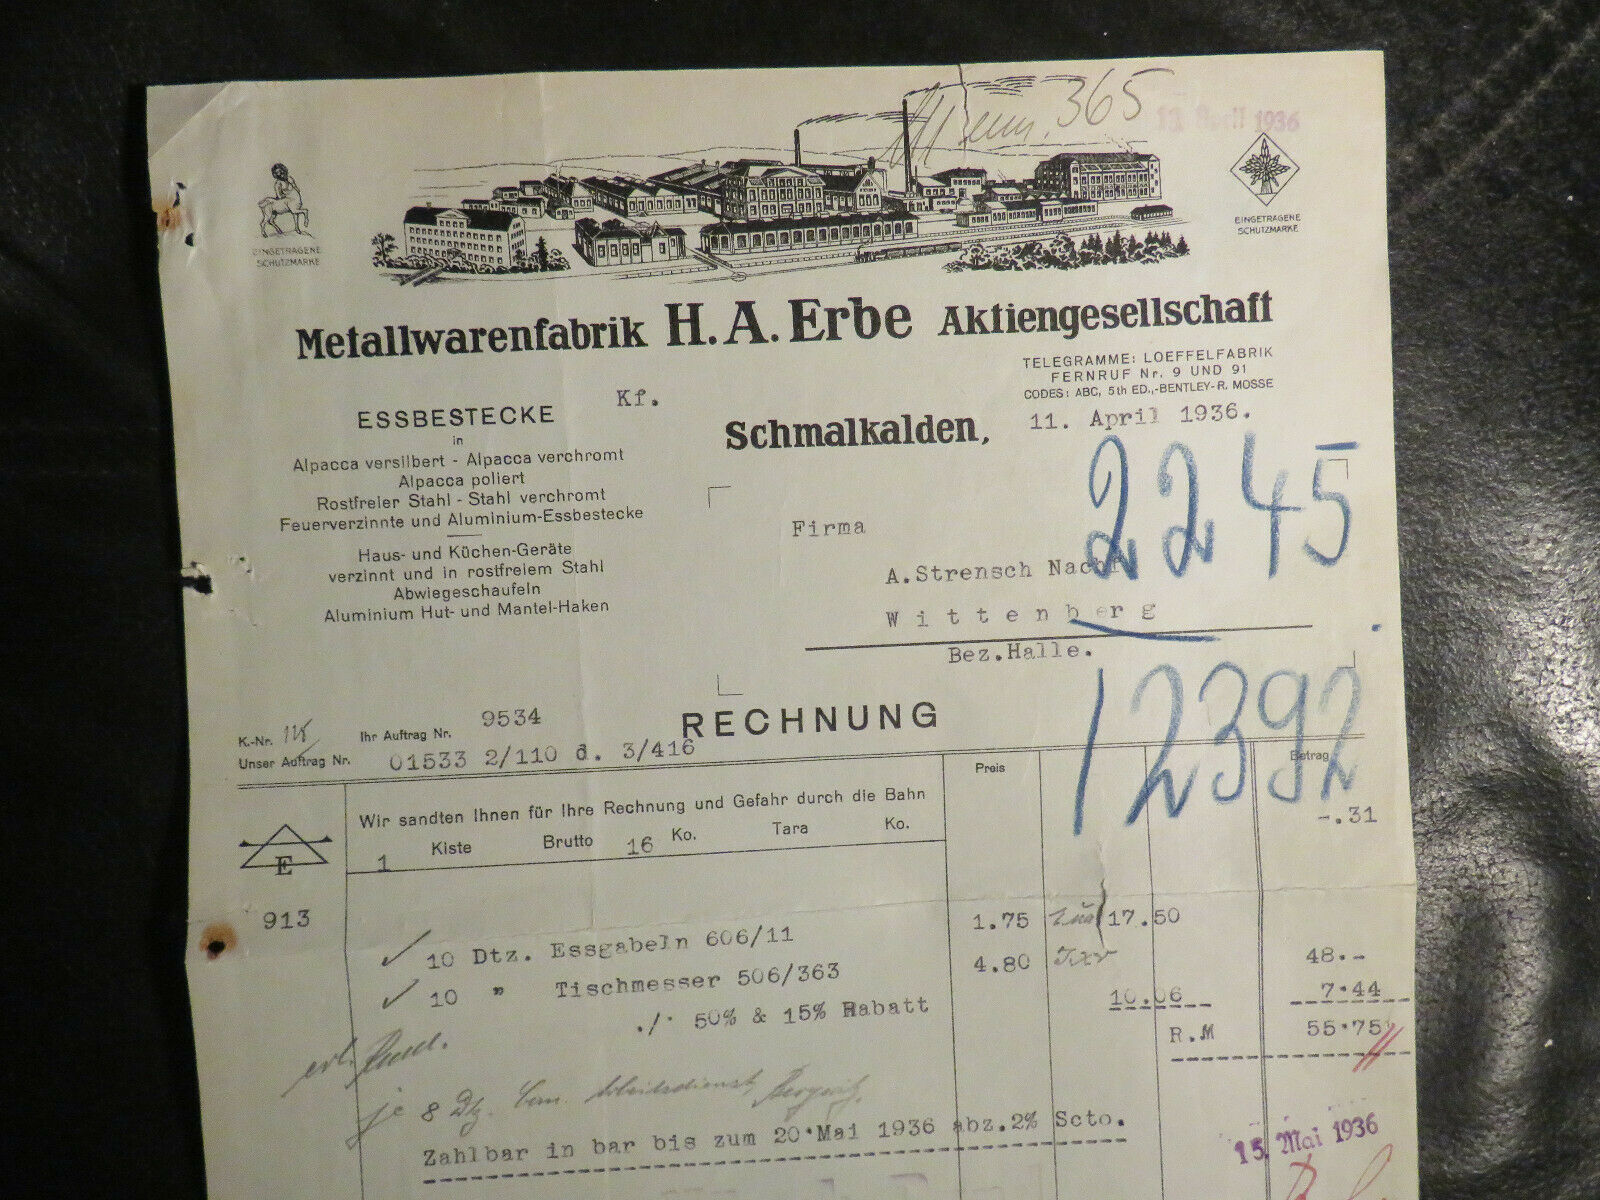 365
13 April 1936
EINGETRAGENE
SCHUTZMARKE
EINGETRAGENE
SCHUTZMARKE
Metallwarenfabrik H. A. Erbe Aktiengesellschaft
TELEGRAMME: LOEFFELFABRIK
FERNRUF Nr. 9 UND 91
CODES: ABC, 5th ED.,-BENTLEY-R. MOSSE
Kf.
Schmalkalden, 11. April 1936.
ESSBESTECKE
in
Alpacca versilbert - Alpacca verchromt
Alpacca poliert
Rostfreier Stahl - Stahl verchromt
Feuerverzinnte und Aluminium-Essbestecke
Haus- und Küchen-Geräte
verzinnt und in rostfreiem Stahl
Abwiegeschaufeln
Aluminium Hut- und Mantel-Haken
2245
Firma
A.Strensch Nachf
Wittenberg
Bez.Halle.
12392
K.-Nr.
Ihr Auftrag Nr. 9534
RECHNUNG
Unser Auftrag Nr. 01533 2/110 d. 3/416
Preis
Betrag
Wir sandten Ihnen für Ihre Rechnung und Gefahr durch die Bahn
1 Kiste Brutto 16 Ko. Tara Ko.
-.31
E
913
10 Dtz. Essgabeln 606/11 1.75 17.50
10 " Tischmesser 506/363 4.80 48.-
./. 50% & 15% Rabatt 10.06 7.44
R.M 55.75
erl.
je 8 Dtz. Arbeitsdienst
Zahlbar in bar bis zum 20.Mai 1936 abz.2% Scto.
15. Mai 1936